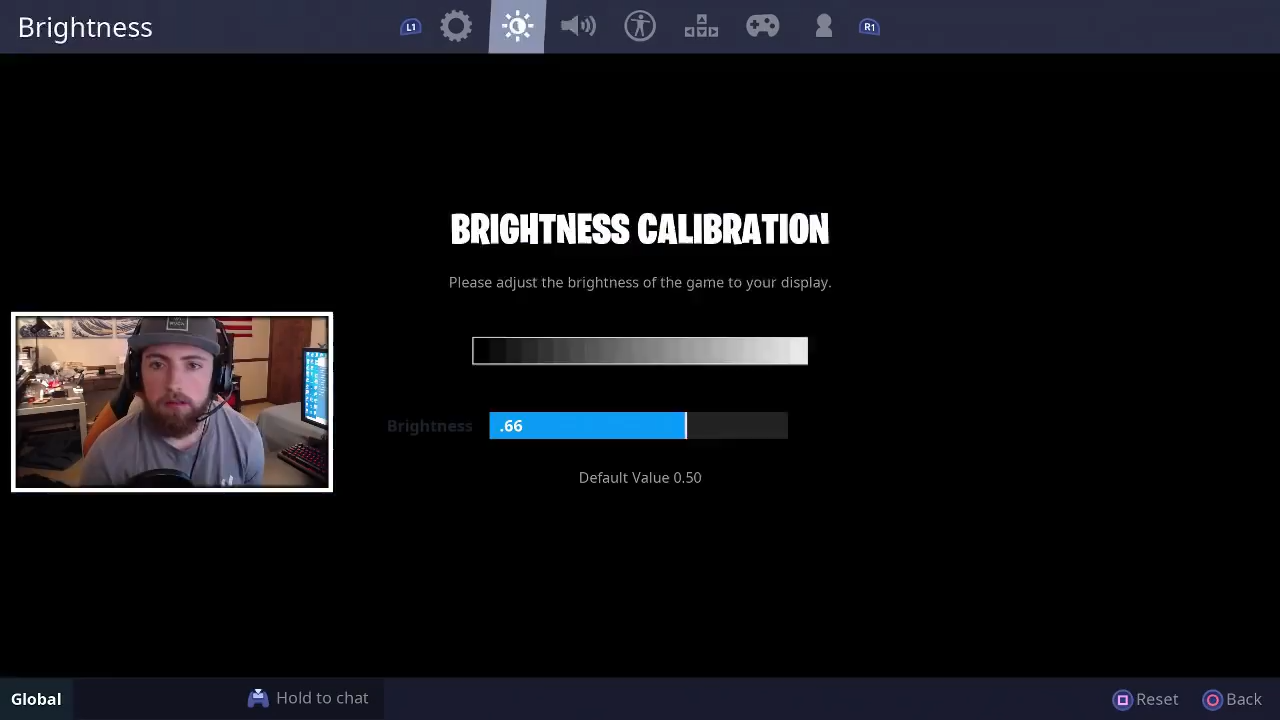 Brightness
L1
R1
BRIGHTNESS CALIBRATION
Please adjust the brightness of the game to your display.
Brightness .66
Default Value 0.50
Global
Hold to chat
Reset
Back